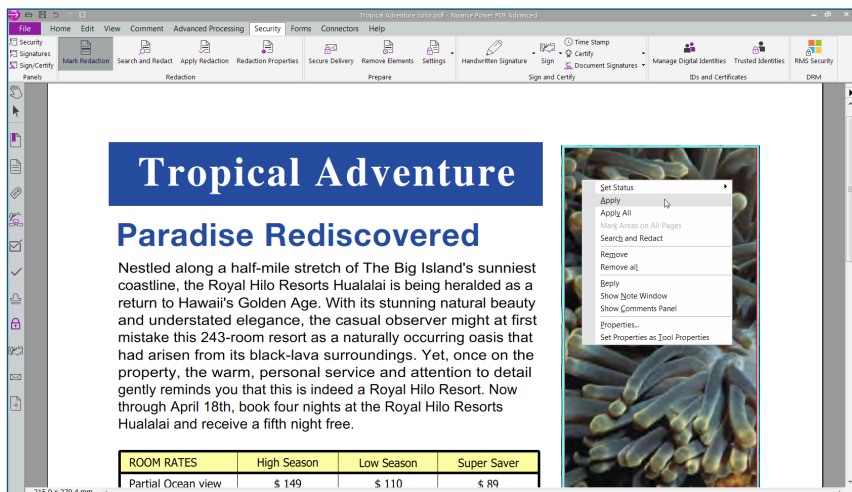 Tropical Adventure color.pdf - Nuance Power PDF Advanced
File Home Edit View Comment Advanced Processing Security Forms Connectors Help
Security
Signatures
Sign/Certify
Panels
Mark Redaction
Search and Redact
Apply Redaction
Redaction Properties
Redaction
Secure Delivery
Remove Elements
Settings
Prepare
Handwritten Signature
Sign
Time Stamp
Certify
Document Signatures
Sign and Certify
Manage Digital Identities
Trusted Identities
IDs and Certificates
RMS Security
DRM
Tropical Adventure
Paradise Rediscovered
Nestled along a half-mile stretch of The Big Island's sunniest
coastline, the Royal Hilo Resorts Hualalai is being heralded as a
return to Hawaii's Golden Age. With its stunning natural beauty
and understated elegance, the casual observer might at first
mistake this 243-room resort as a naturally occurring oasis that
had arisen from its black-lava surroundings. Yet, once on the
property, the warm, personal service and attention to detail
gently reminds you that this is indeed a Royal Hilo Resort. Now
through April 18th, book four nights at the Royal Hilo Resorts
Hualalai and receive a fifth night free.
ROOM RATES High Season Low Season Super Saver
Partial Ocean view $ 149 $ 110 $ 89
Set Status
Apply
Apply All
Mark Areas on All Pages
Search and Redact
Remove
Remove all
Reply
Show Note Window
Show Comments Panel
Properties...
Set Properties as Tool Properties
215.9 x 279.4 mm